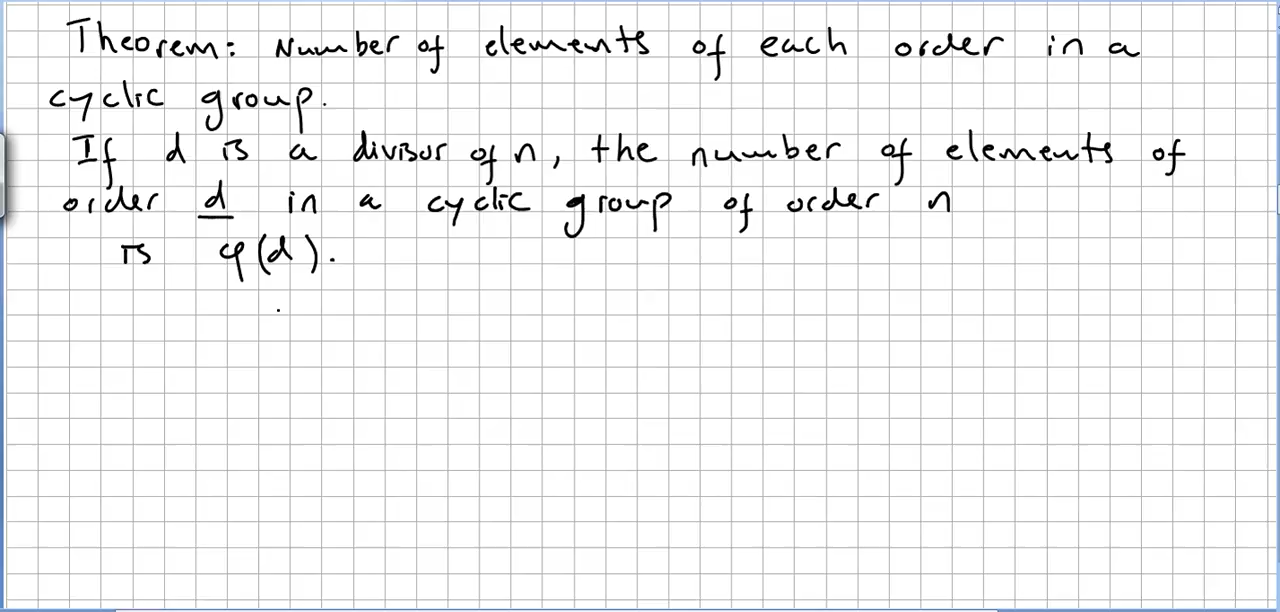 Theorem: Number of elements of each order in a
cyclic group.
If d is a divisor of n, the number of elements of
order d in a cyclic group of order n
is φ(d).